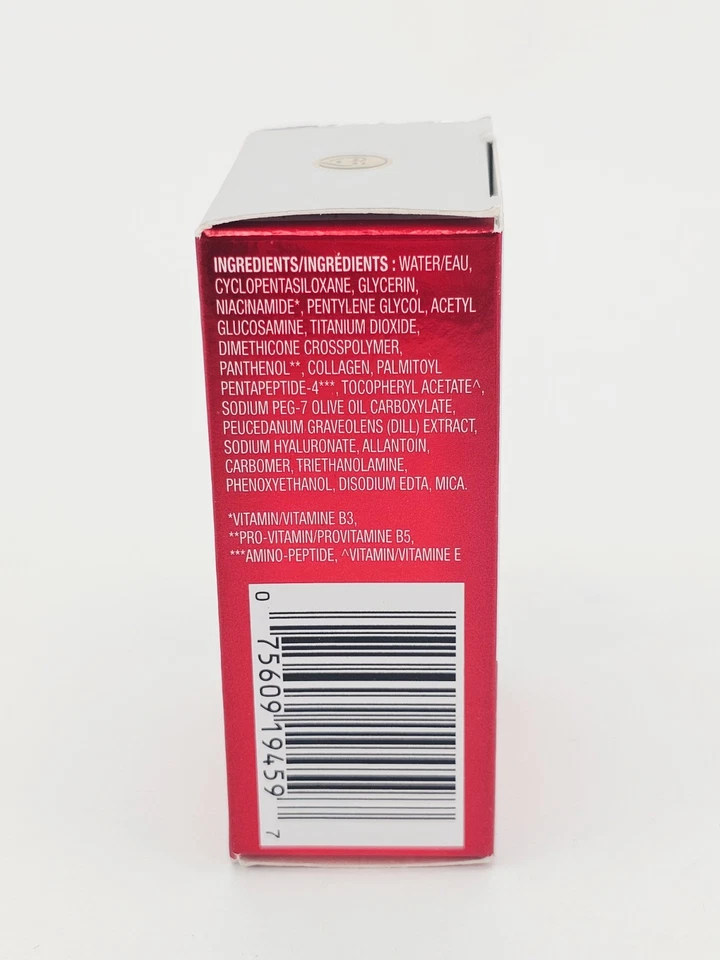 INGREDIENTS/INGRÉDIENTS : WATER/EAU,
CYCLOPENTASILOXANE, GLYCERIN,
NIACINAMIDE*, PENTYLENE GLYCOL, ACETYL
GLUCOSAMINE, TITANIUM DIOXIDE,
DIMETHICONE CROSSPOLYMER,
PANTHENOL**, COLLAGEN, PALMITOYL
PENTAPEPTIDE-4***, TOCOPHERYL ACETATE^,
SODIUM PEG-7 OLIVE OIL CARBOXYLATE,
PEUCEDANUM GRAVEOLENS (DILL) EXTRACT,
SODIUM HYALURONATE, ALLANTOIN,
CARBOMER, TRIETHANOLAMINE,
PHENOXYETHANOL, DISODIUM EDTA, MICA.
*VITAMIN/VITAMINE B3,
**PRO-VITAMIN/PROVITAMINE B5,
***AMINO-PEPTIDE, ^VITAMIN/VITAMINE E
0 75609 19459 7